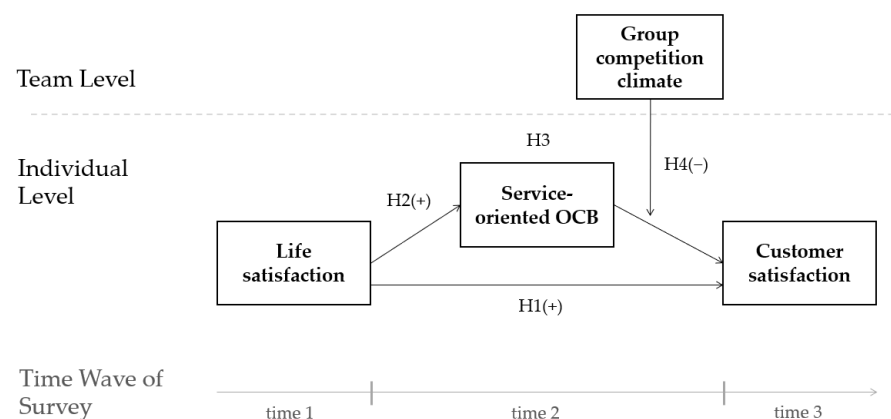 Group
competition
climate
Team Level
H3
Individual
Level
H4(−)
H2(+)
Service-
oriented OCB
Life
satisfaction
Customer
satisfaction
H1(+)
Time Wave of
Survey
time 1
time 2
time 3